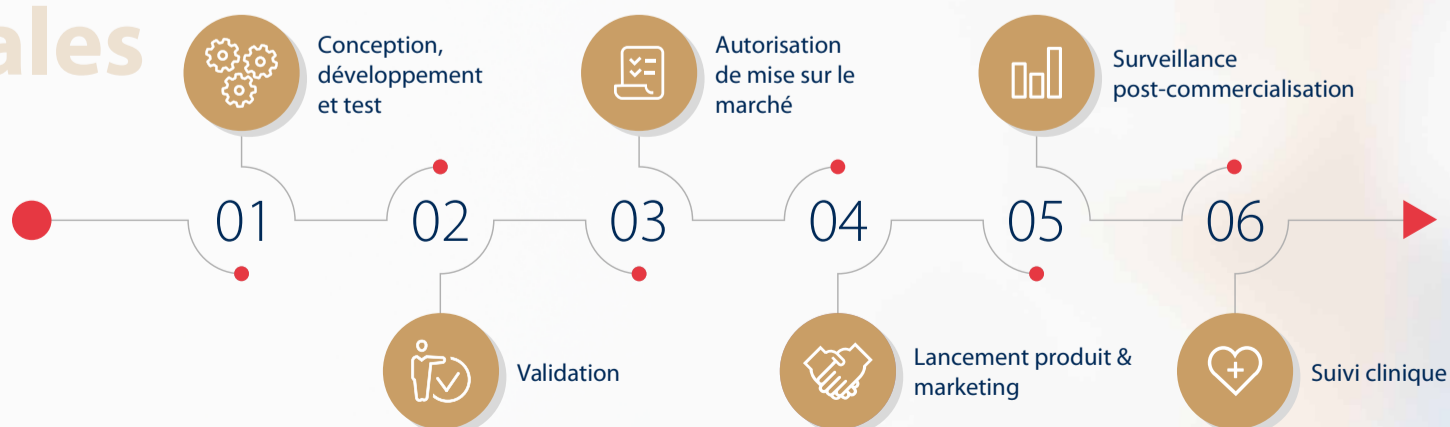 ales
01
Conception,
développement
et test
02
Validation
03
Autorisation
de mise sur le
marché
04
Lancement produit &
marketing
05
Surveillance
post-commercialisation
06
Suivi clinique